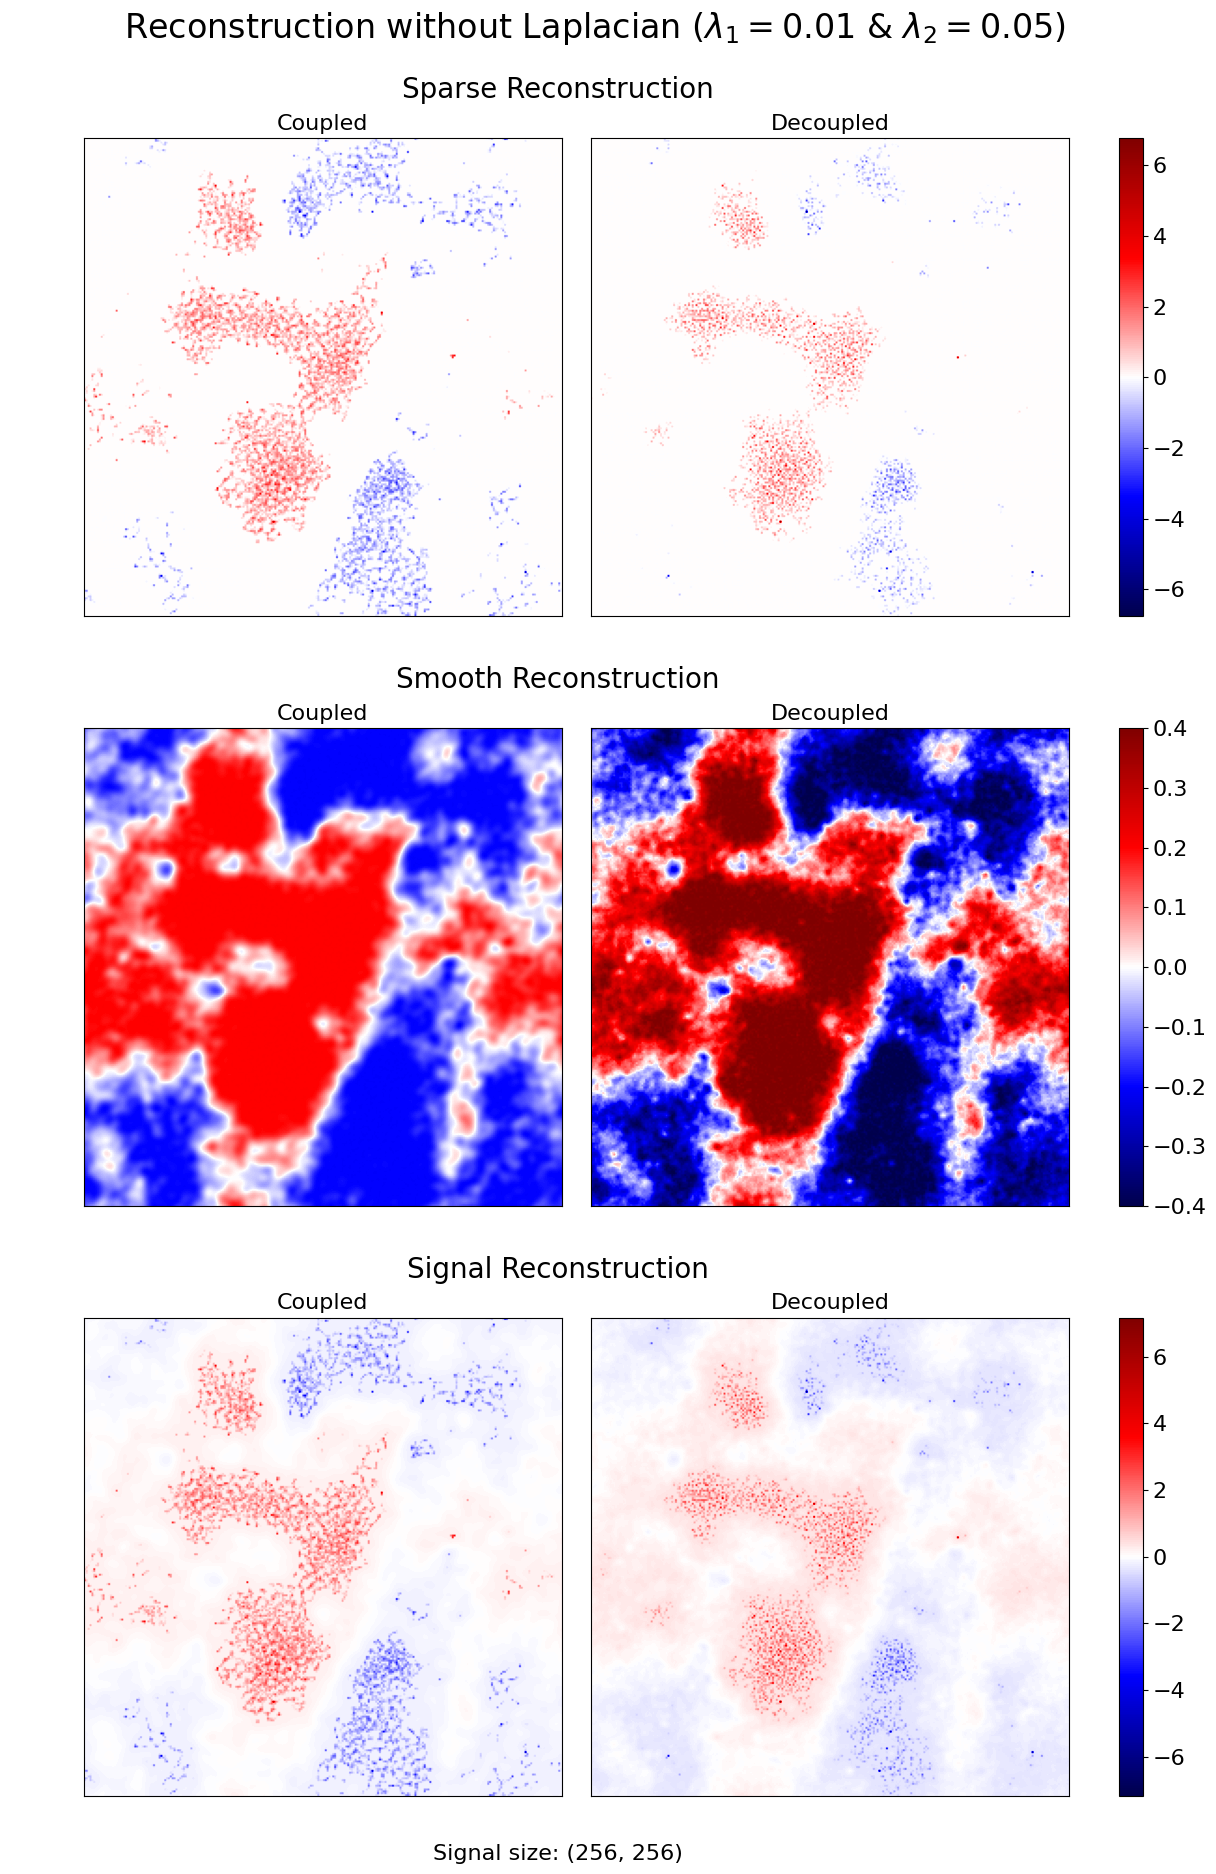 Reconstruction without Laplacian (λ₁ = 0.01 & λ₂ = 0.05)
Sparse Reconstruction
Coupled
Decoupled
6
4
2
0
−2
−4
−6
Smooth Reconstruction
Coupled
Decoupled
0.4
0.3
0.2
0.1
0.0
−0.1
−0.2
−0.3
−0.4
Signal Reconstruction
Coupled
Decoupled
6
4
2
0
−2
−4
−6
Signal size: (256, 256)